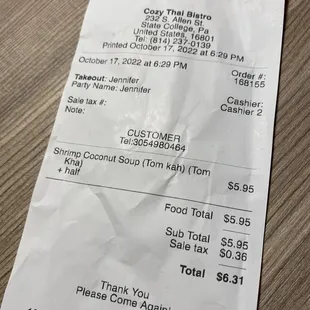 Cozy Thai Bistro
232 S. Allen St.
State College, Pa
United States, 16801
Tel: (814) 237-0139
Printed October 17, 2022 at 6:29 PM
October 17, 2022 at 6:29 PM
Order #:
168155
Takeout: Jennifer
Party Name: Jennifer
Cashier:
Cashier 2
Sale tax #:
Note:
CUSTOMER
Tel:3054980464
Shrimp Coconut Soup (Tom kah) (Tom
Kha) $5.95
+ half
Food Total $5.95
Sub Total $5.95
Sale tax $0.36
Total $6.31
Thank You
Please Come Again!